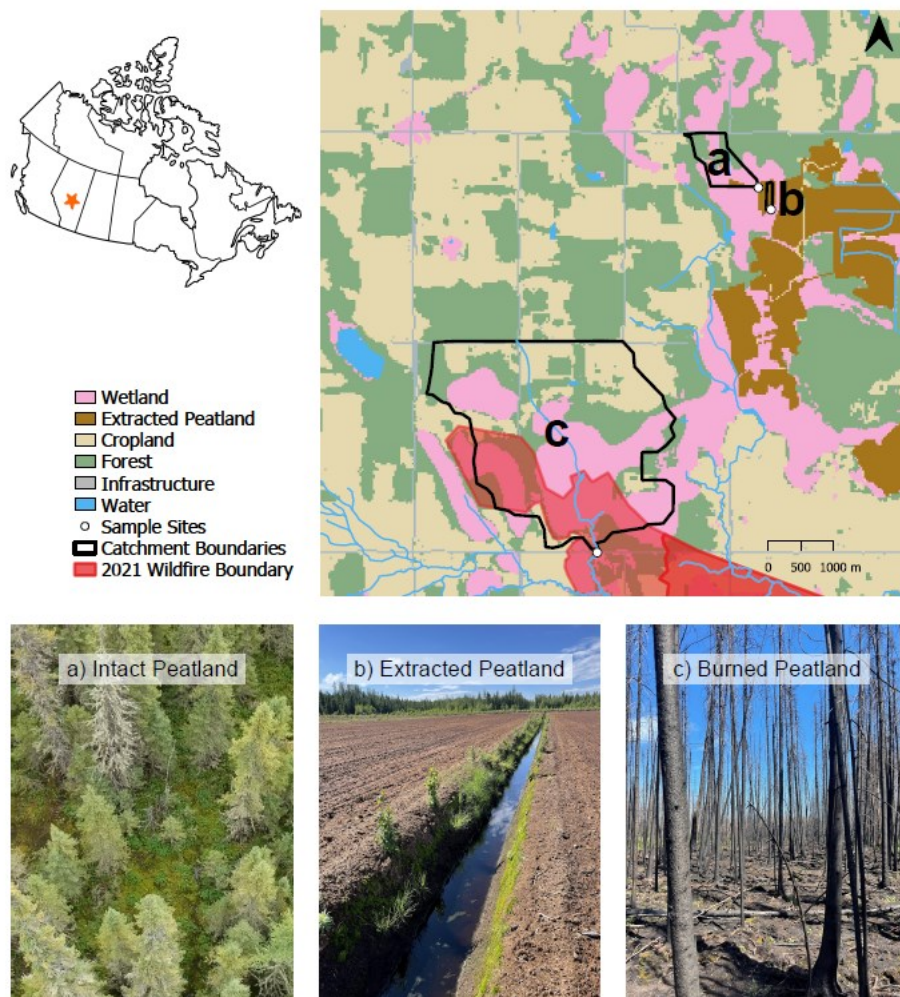 a
b
c
Wetland
Extracted Peatland
Cropland
Forest
Infrastructure
Water
Sample Sites
Catchment Boundaries
2021 Wildfire Boundary
0 500 1000 m
a) Intact Peatland
b) Extracted Peatland
c) Burned Peatland